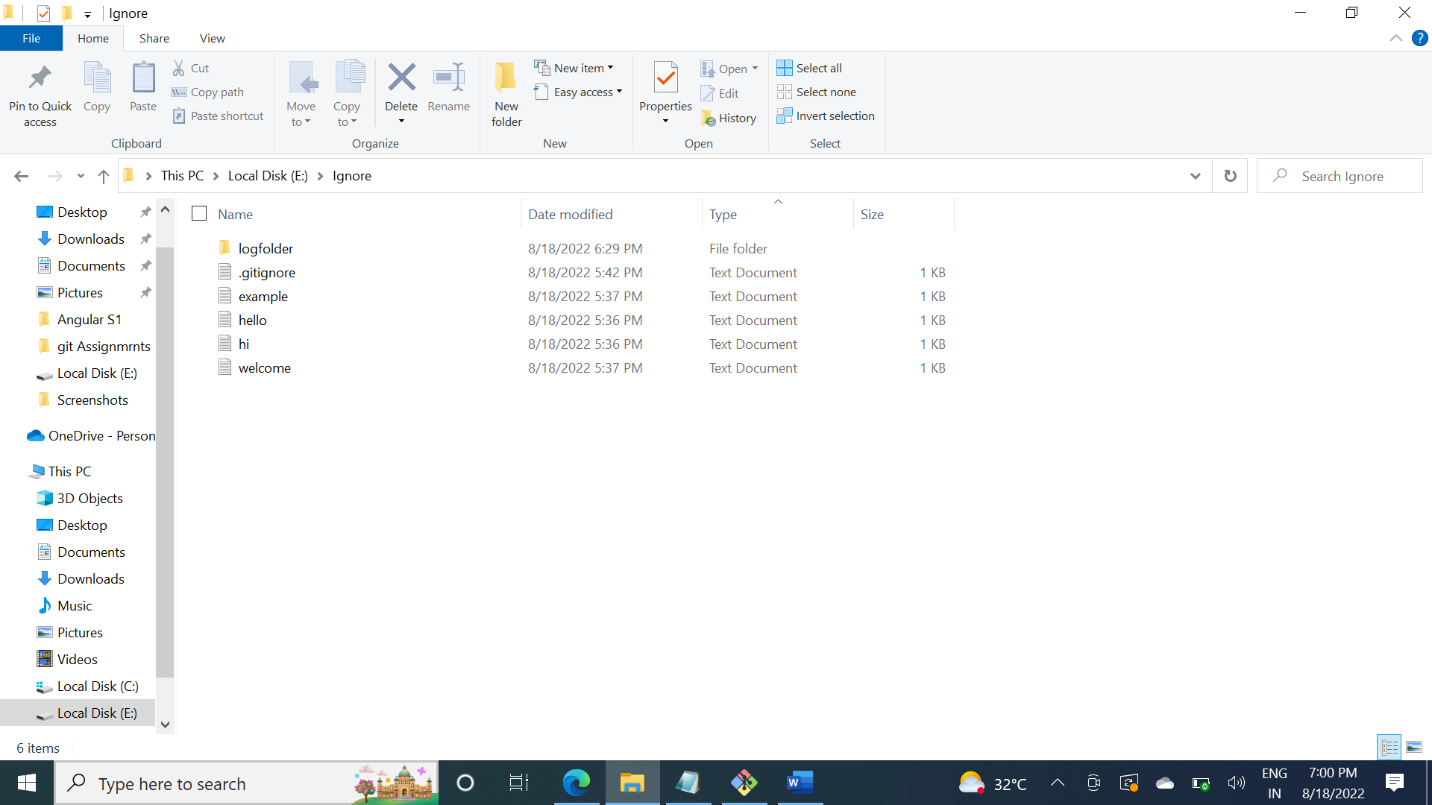 Ignore
File Home Share View
Pin to Quick access
Copy
Paste
Cut
Copy path
Paste shortcut
Clipboard
Move to
Copy to
Delete
Rename
Organize
New folder
New item
Easy access
New
Properties
Open
Edit
History
Open
Select all
Select none
Invert selection
Select
This PC > Local Disk (E:) > Ignore
Search Ignore
Desktop
Downloads
Documents
Pictures
Angular S1
git Assignmrnts
Local Disk (E:)
Screenshots
OneDrive - Person
This PC
3D Objects
Desktop
Documents
Downloads
Music
Pictures
Videos
Local Disk (C:)
Local Disk (E:)
Name Date modified Type Size
logfolder 8/18/2022 6:29 PM File folder
.gitignore 8/18/2022 5:42 PM Text Document 1 KB
example 8/18/2022 5:37 PM Text Document 1 KB
hello 8/18/2022 5:36 PM Text Document 1 KB
hi 8/18/2022 5:36 PM Text Document 1 KB
welcome 8/18/2022 5:37 PM Text Document 1 KB
6 items
Type here to search
32°C
ENG
IN
7:00 PM
8/18/2022